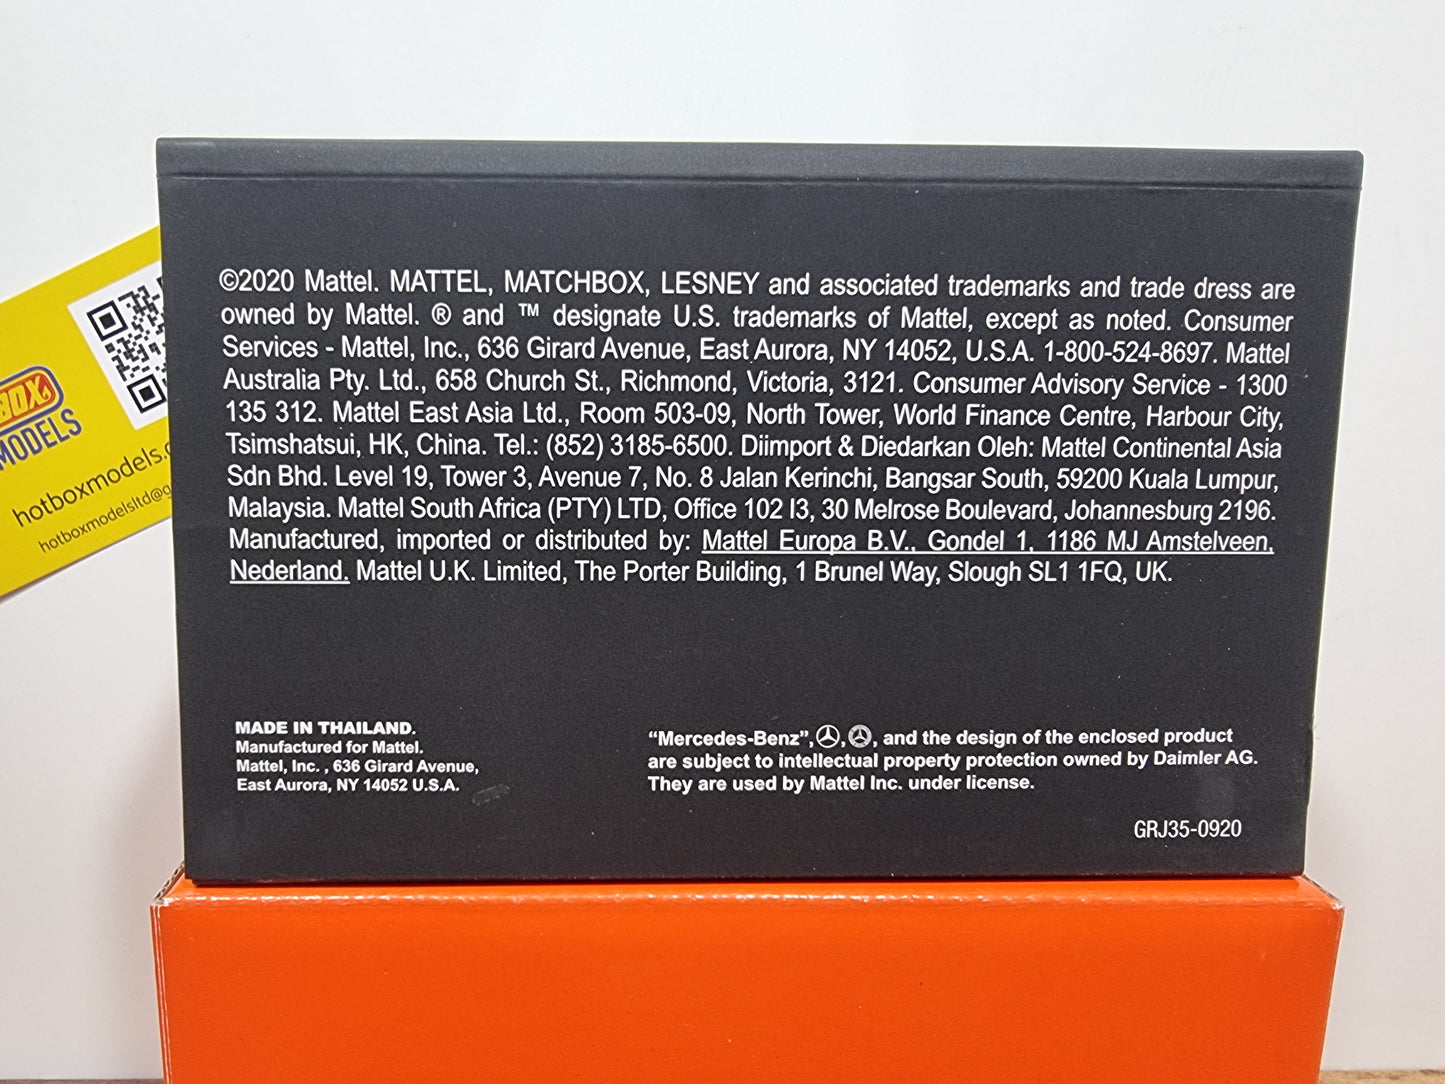 ©2020 Mattel. MATTEL, MATCHBOX, LESNEY and associated trademarks and trade dress are
owned by Mattel. ® and ™ designate U.S. trademarks of Mattel, except as noted. Consumer
Services - Mattel, Inc., 636 Girard Avenue, East Aurora, NY 14052, U.S.A. 1-800-524-8697. Mattel
Australia Pty. Ltd., 658 Church St., Richmond, Victoria, 3121. Consumer Advisory Service - 1300
135 312. Mattel East Asia Ltd., Room 503-09, North Tower, World Finance Centre, Harbour City,
Tsimshatsui, HK, China. Tel.: (852) 3185-6500. Diimport & Diedarkan Oleh: Mattel Continental Asia
Sdn Bhd. Level 19, Tower 3, Avenue 7, No. 8 Jalan Kerinchi, Bangsar South, 59200 Kuala Lumpur,
Malaysia. Mattel South Africa (PTY) LTD, Office 102 I3, 30 Melrose Boulevard, Johannesburg 2196.
Manufactured, imported or distributed by: Mattel Europa B.V., Gondel 1, 1186 MJ Amstelveen,
Nederland. Mattel U.K. Limited, The Porter Building, 1 Brunel Way, Slough SL1 1FQ, UK.
MADE IN THAILAND.
Manufactured for Mattel.
Mattel, Inc. , 636 Girard Avenue,
East Aurora, NY 14052 U.S.A.
“Mercedes-Benz”, , , and the design of the enclosed product
are subject to intellectual property protection owned by Daimler AG.
They are used by Mattel Inc. under license.
GRJ35-0920
BOX
MODELS
hotboxmodels.
hotboxmodelsltd@g